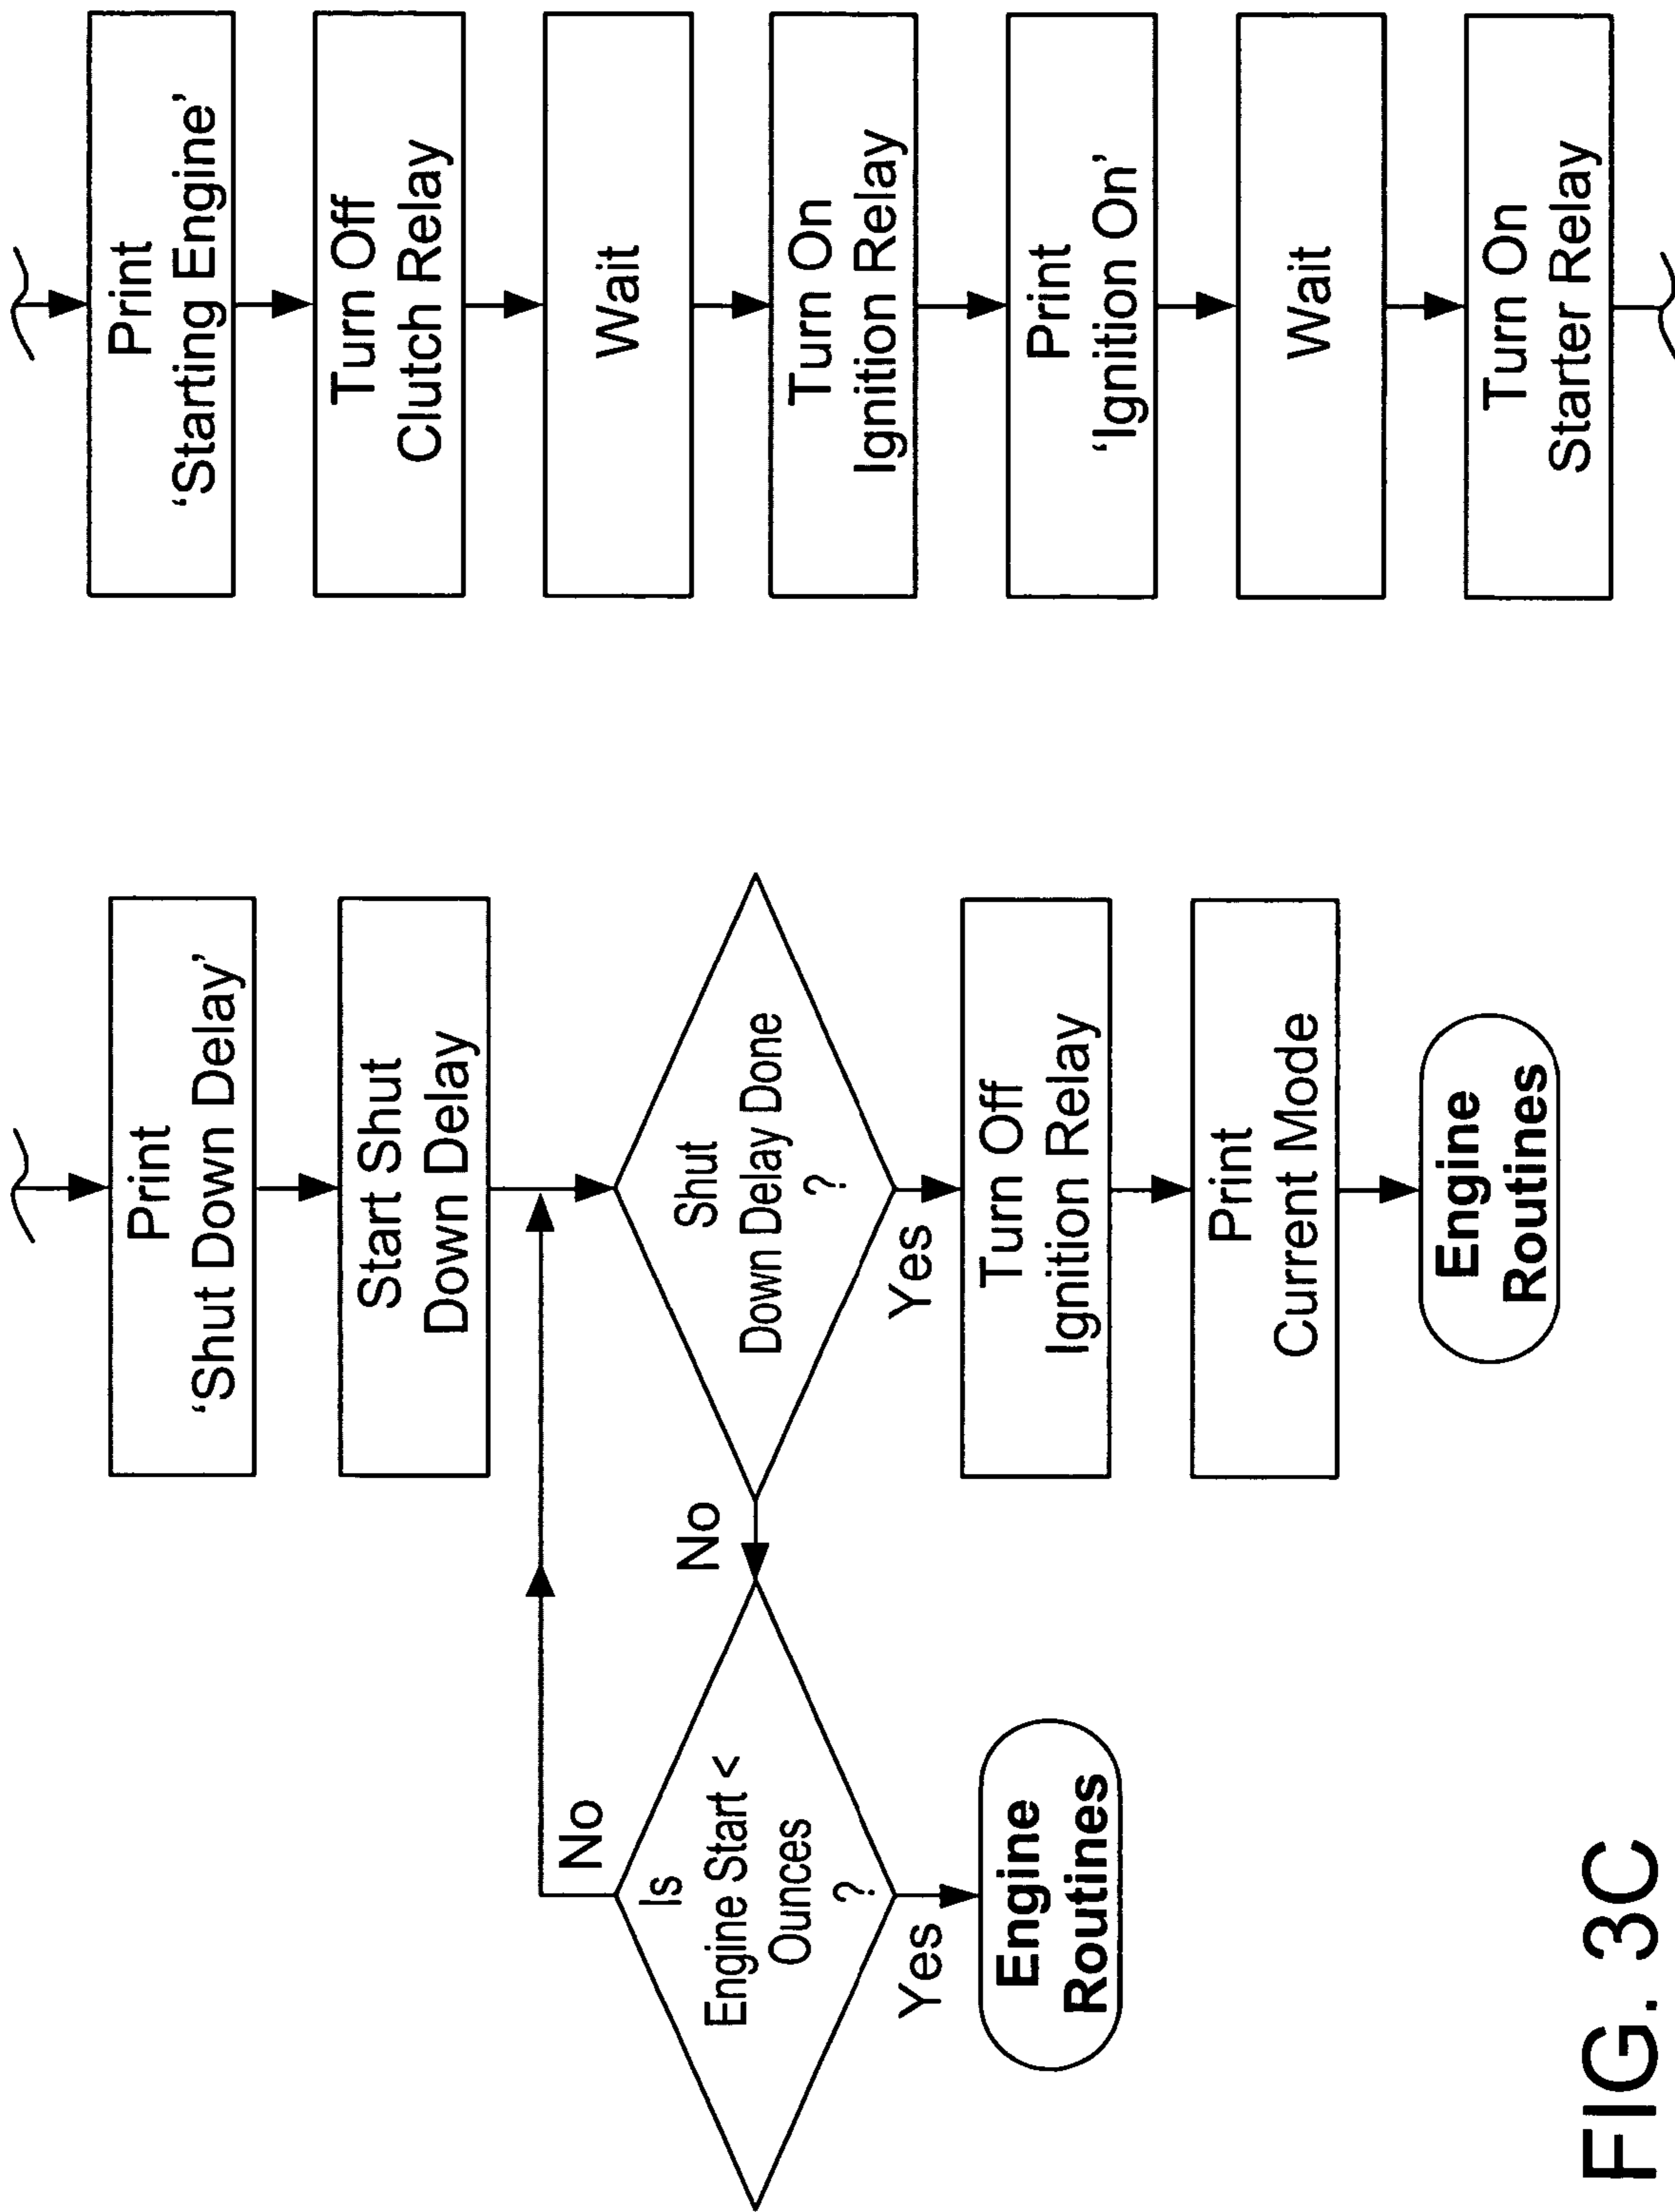 Print
‘Shut Down Delay’
Start Shut
Down Delay
Shut
Down Delay Done
?
No
Yes
Is
Engine Start <
Ounces
?
No
Yes
Engine
Routines
Turn Off
Ignition Relay
Print
Current Mode
Engine
Routines
Print
‘Starting Engine’
Turn Off
Clutch Relay
Wait
Turn On
Ignition Relay
Print
‘Ignition On’
Wait
Turn On
Starter Relay
FIG. 3C